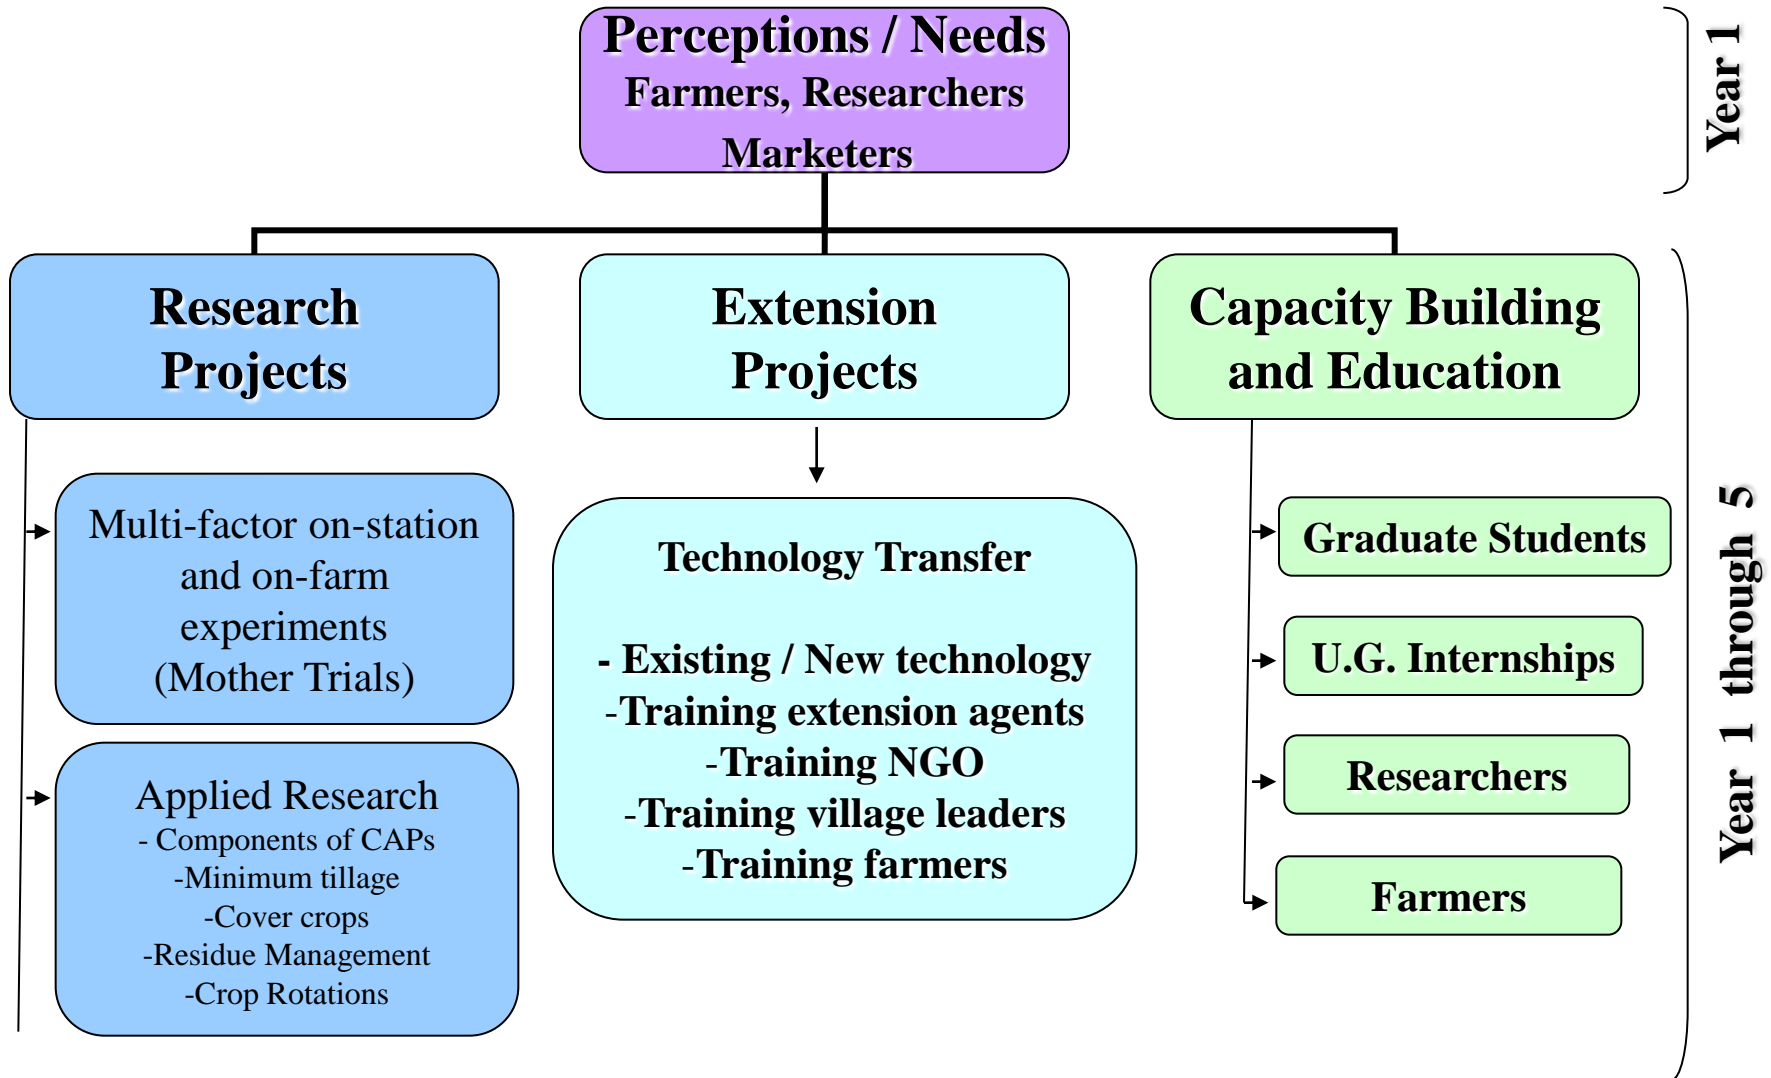 Perceptions / Needs
Farmers, Researchers
Marketers
Year 1
Research
Projects
Extension
Projects
Capacity Building
and Education
Multi-factor on-station
and on-farm
experiments
(Mother Trials)
Applied Research
- Components of CAPs
-Minimum tillage
-Cover crops
-Residue Management
-Crop Rotations
Technology Transfer
- Existing / New technology
-Training extension agents
-Training NGO
-Training village leaders
-Training farmers
Graduate Students
U.G. Internships
Researchers
Farmers
Year 1 through 5